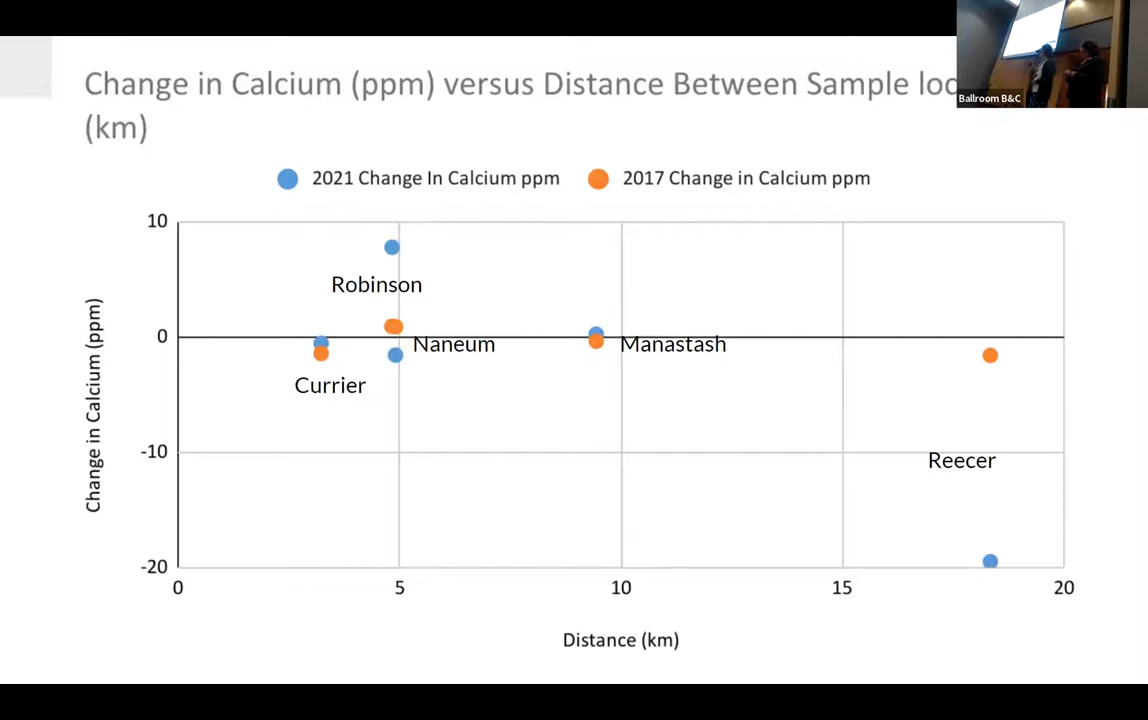 Change in Calcium (ppm) versus Distance Between Sample
(km)
Ballroom B&C
2021 Change In Calcium ppm
2017 Change in Calcium ppm
10
Robinson
0
Naneum
Manastash
Currier
Change in Calcium (ppm)
-10
Reecer
-20
0
5
10
15
20
Distance (km)